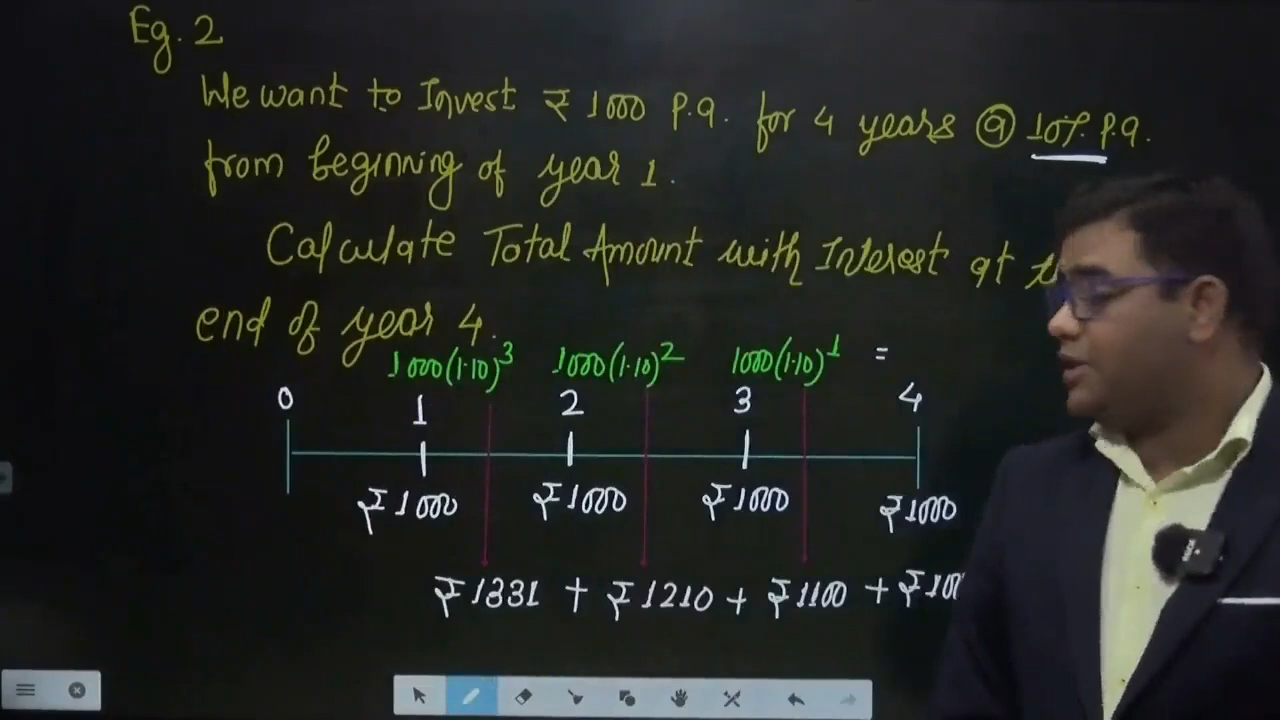 Eg. 2
We want to Invest ₹ 1000 P.a. for 4 years @ 10% P.a.
from beginning of year 1.
Calculate Total Amount with Interest at
end of year 4.
1000(1.10)^3 1000(1.10)^2 1000(1.10)^1 =
0 1 2 3 4
₹1000 ₹1000 ₹1000 ₹1000
₹1331 + ₹1210 + ₹1100 +